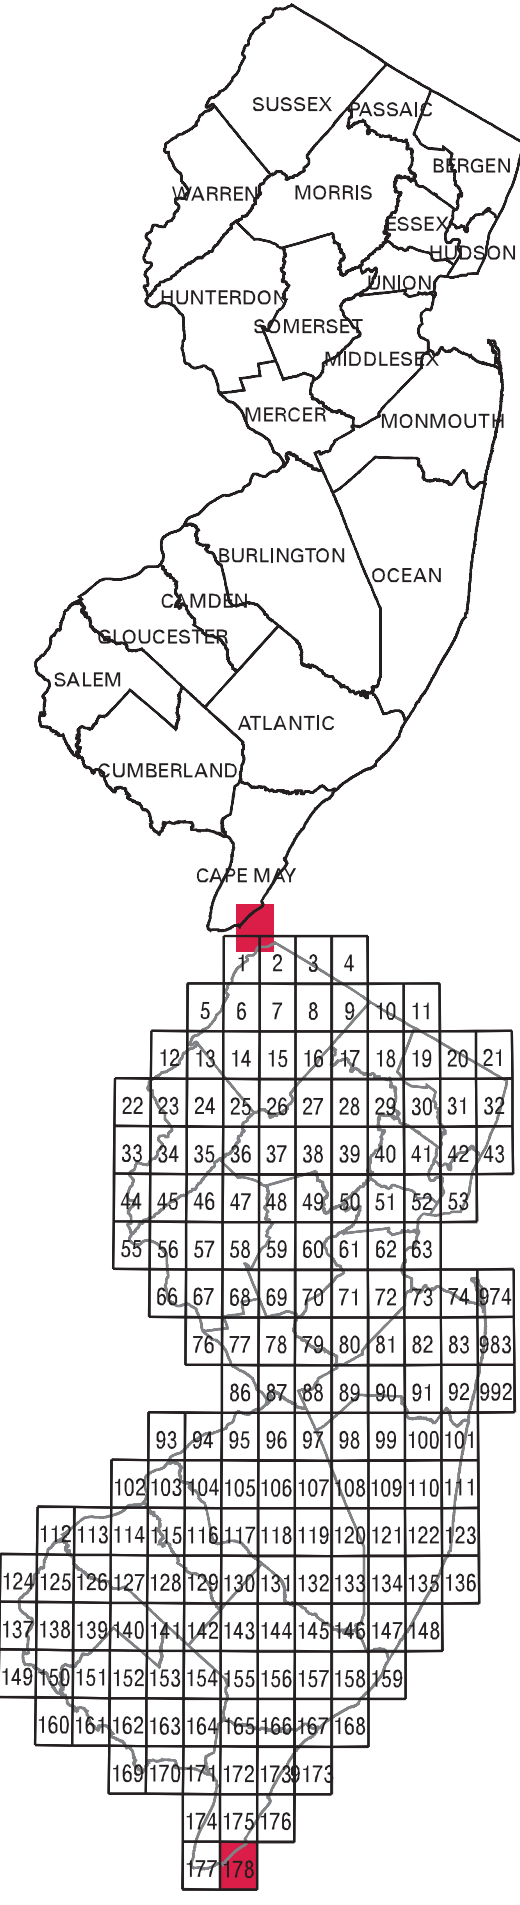 SUSSEX
PASSAIC
BERGEN
WARREN MORRIS
ESSEX
HUDSON
UNION
HUNTERDON
SOMERSET
MIDDLESEX
MERCER
MONMOUTH
BURLINGTON
OCEAN
CAMDEN
GLOUCESTER
SALEM
ATLANTIC
CUMBERLAND
CAPE MAY
1 2 3 4
5 6 7 8 9 10 11
12 13 14 15 16 17 18 19 20 21
22 23 24 25 26 27 28 29 30 31 32
33 34 35 36 37 38 39 40 41 42 43
44 45 46 47 48 49 50 51 52 53
55 56 57 58 59 60 61 62 63
66 67 68 69 70 71 72 73 74 974
76 77 78 79 80 81 82 83 983
86 87 88 89 90 91 92 992
93 94 95 96 97 98 99 100 101
102 103 104 105 106 107 108 109 110 111
112 113 114 115 116 117 118 119 120 121 122 123
124 125 126 127 128 129 130 131 132 133 134 135 136
137 138 139 140 141 142 143 144 145 146 147 148
149 150 151 152 153 154 155 156 157 158 159
160 161 162 163 164 165 166 167 168
169 170 171 172 173 9173
174 175 176
177 178